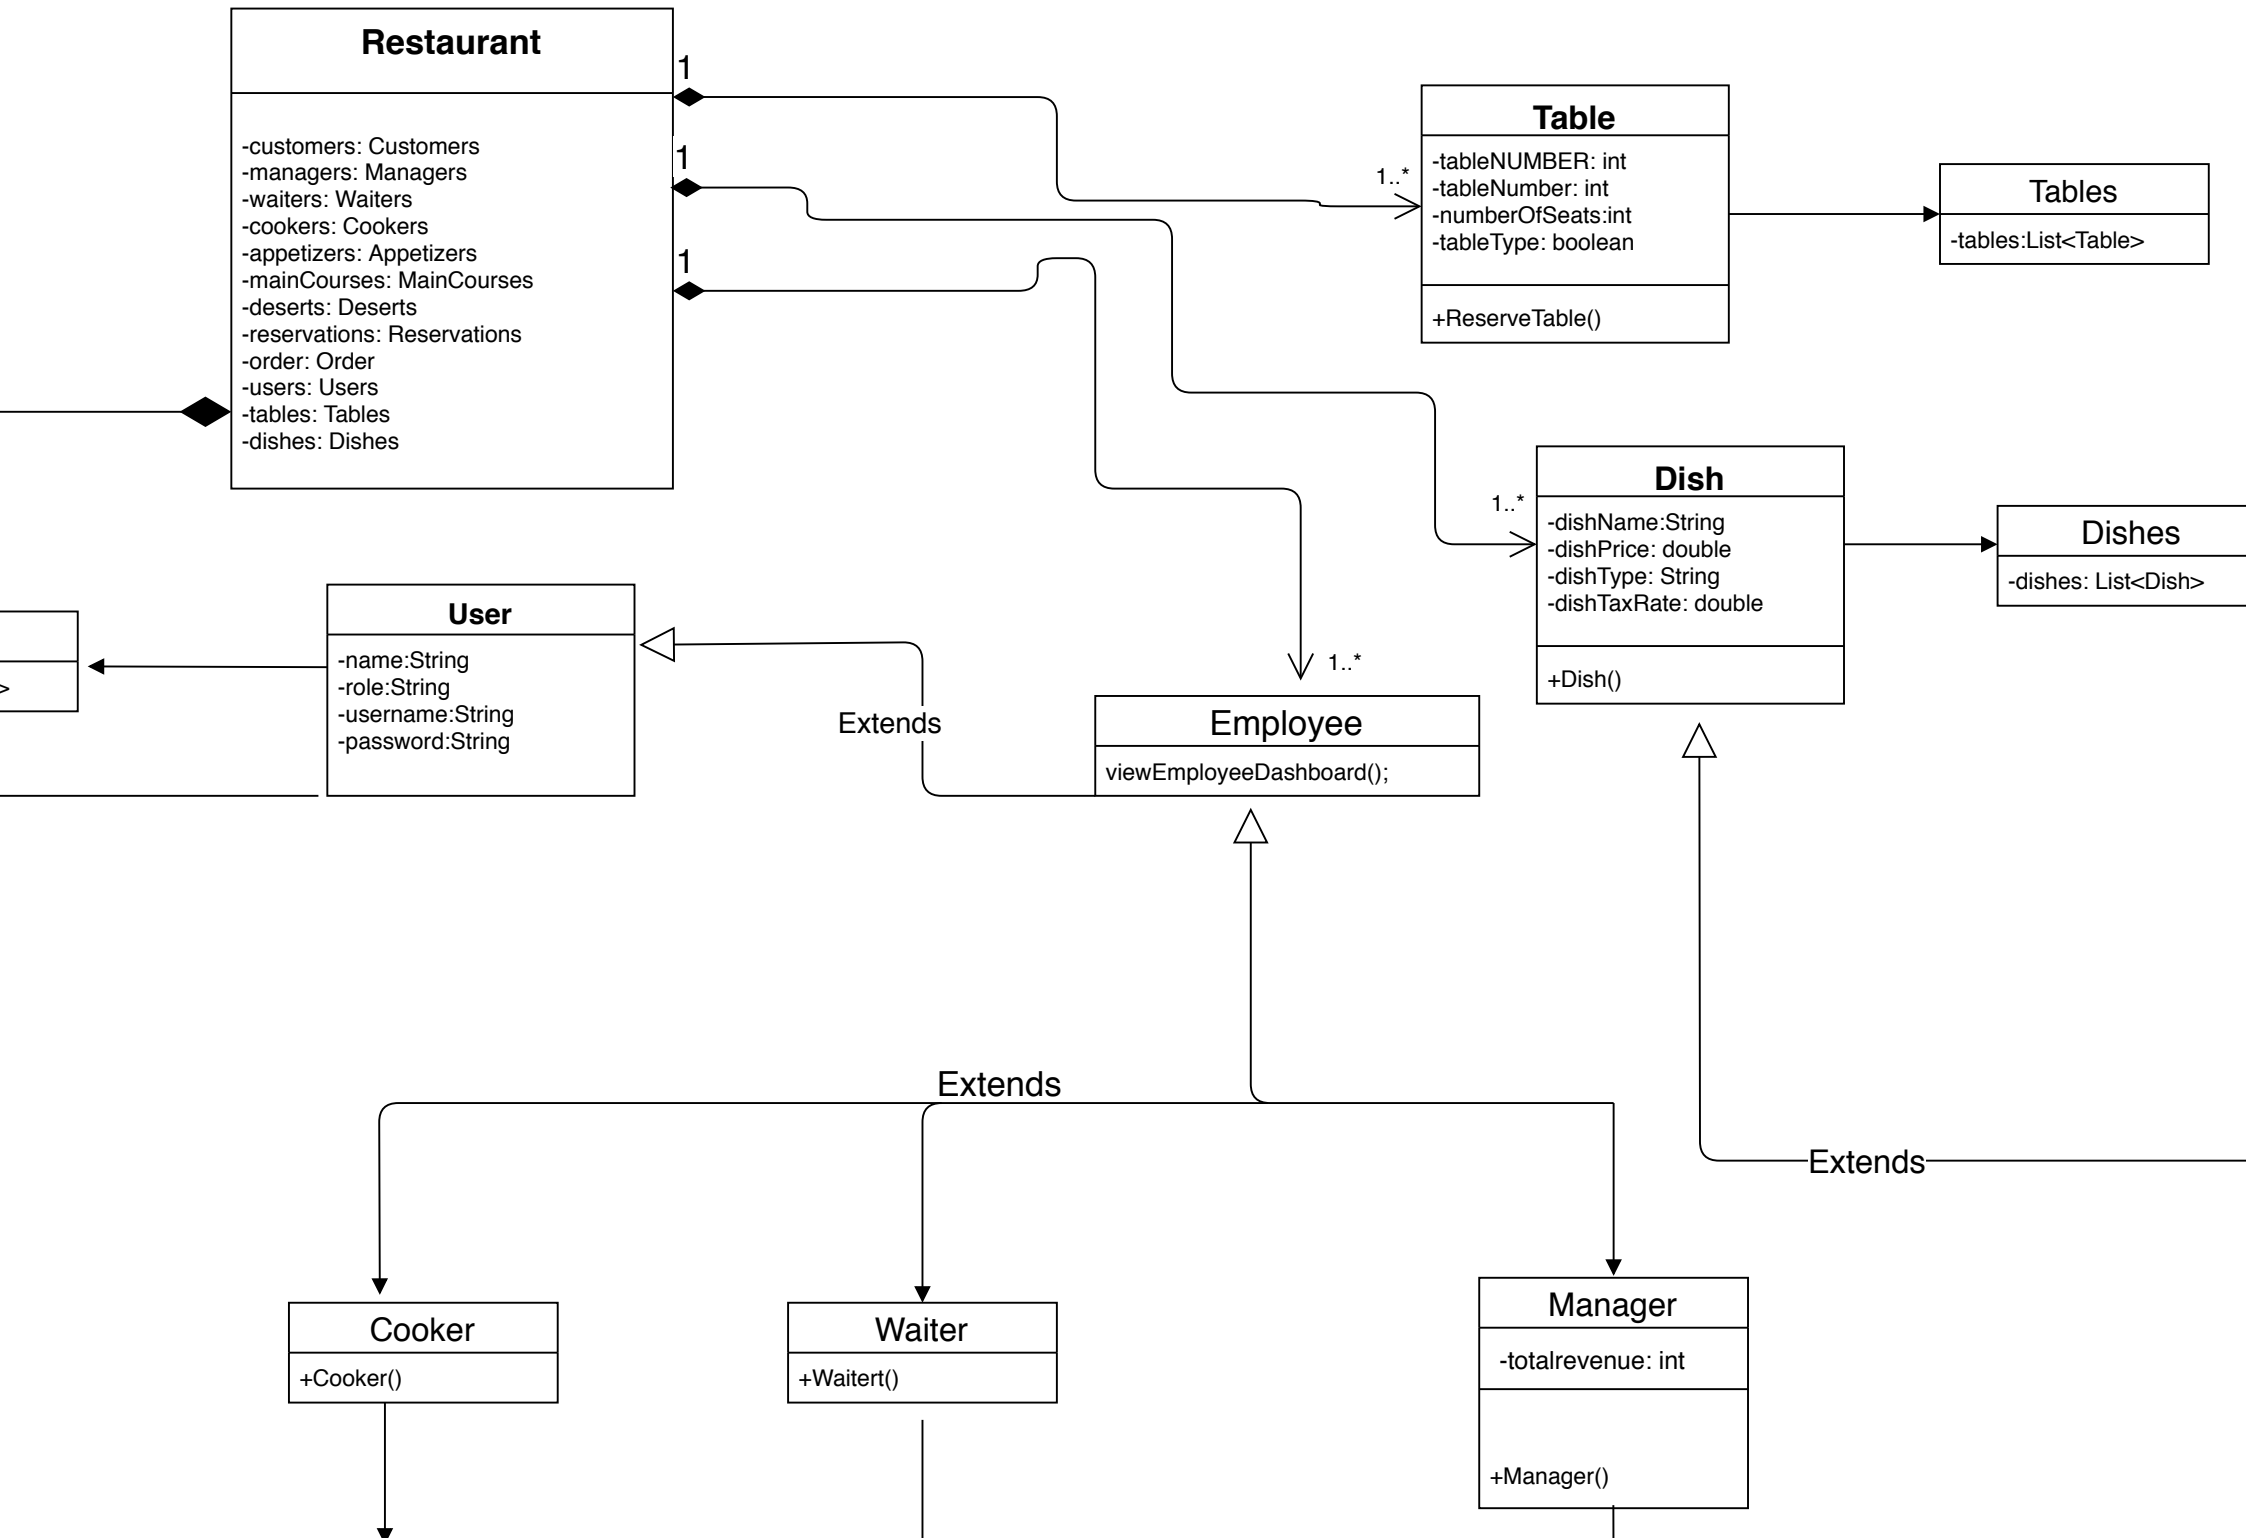 Restaurant
-customers: Customers
-managers: Managers
-waiters: Waiters
-cookers: Cookers
-appetizers: Appetizers
-mainCourses: MainCourses
-deserts: Deserts
-reservations: Reservations
-order: Order
-users: Users
-tables: Tables
-dishes: Dishes
1
1
1
1..*
Table
-tableNUMBER: int
-tableNumber: int
-numberOfSeats:int
-tableType: boolean
+ReserveTable()
Tables
-tables:List<Table>
1..*
Dish
-dishName:String
-dishPrice: double
-dishType: String
-dishTaxRate: double
+Dish()
Dishes
-dishes: List<Dish>
>
User
-name:String
-role:String
-username:String
-password:String
Extends
1..*
Employee
viewEmployeeDashboard();
Extends
Extends
Cooker
+Cooker()
Waiter
+Waitert()
Manager
-totalrevenue: int
+Manager()